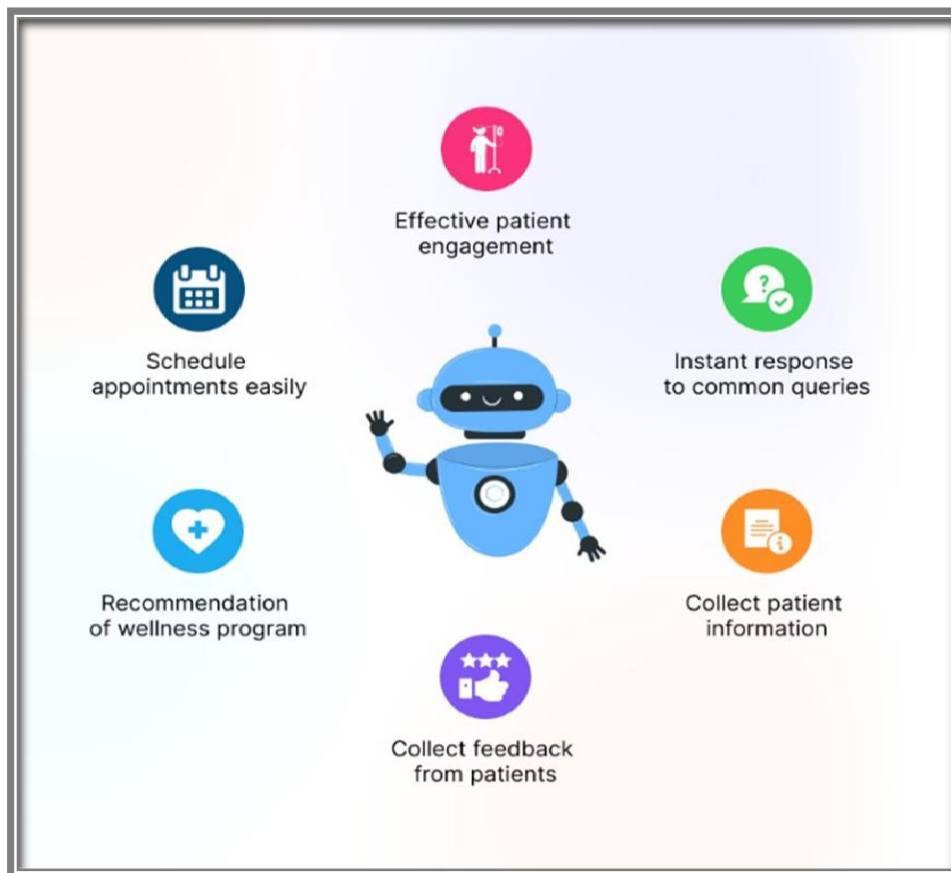 Effective patient
engagement
Schedule
appointments easily
Instant response
to common queries
Recommendation
of wellness program
Collect patient
information
Collect feedback
from patients